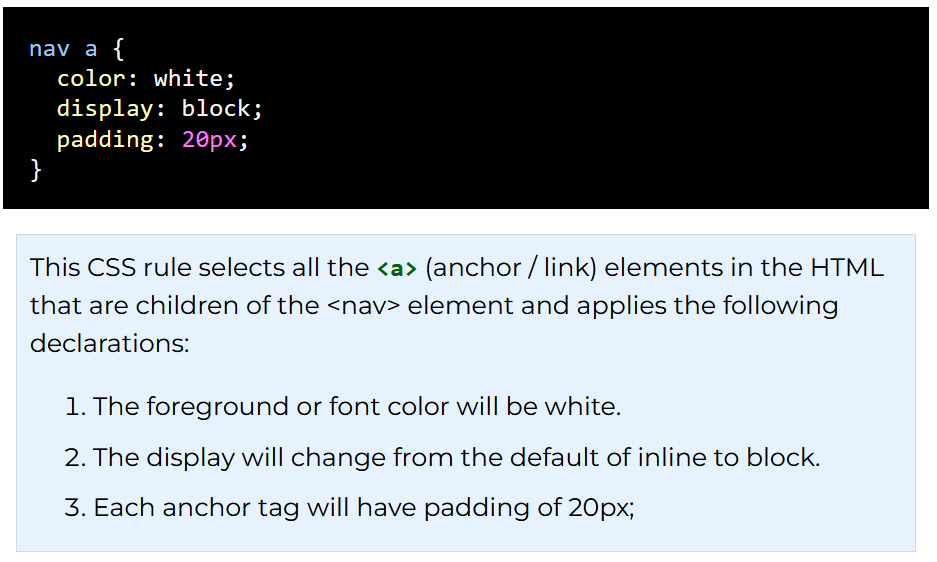 nav a {
  color: white;
  display: block;
  padding: 20px;
}
This CSS rule selects all the <a> (anchor / link) elements in the HTML
that are children of the <nav> element and applies the following
declarations:
1. The foreground or font color will be white.
2. The display will change from the default of inline to block.
3. Each anchor tag will have padding of 20px;